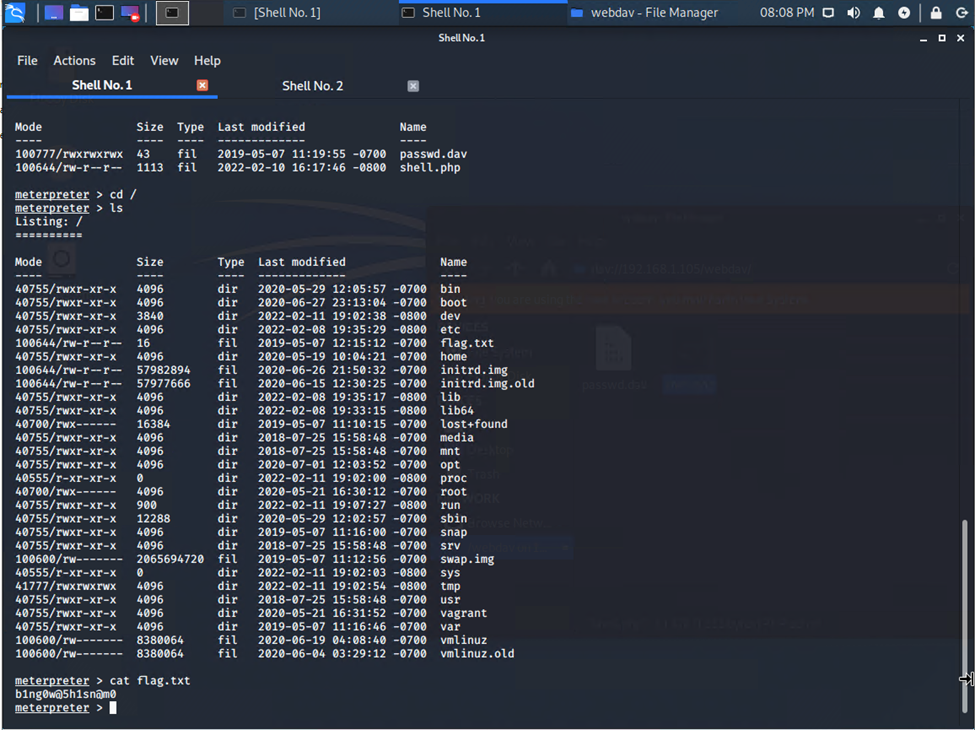 [Shell No. 1]
Shell No. 1
webdav - File Manager
08:08 PM
Shell No. 1
File Actions Edit View Help
Shell No. 1
Shell No. 2
Mode Size Type Last modified Name
---- ---- ---- ------------- ----
100777/rwxrwxrwx 43 fil 2019-05-07 11:19:55 -0700 passwd.dav
100644/rw-r--r-- 1113 fil 2022-02-10 16:17:46 -0800 shell.php
meterpreter > cd /
meterpreter > ls
Listing: /
==========
Mode Size Type Last modified Name
---- ---- ---- ------------- ----
40755/rwxr-xr-x 4096 dir 2020-05-29 12:05:57 -0700 bin
40755/rwxr-xr-x 4096 dir 2020-06-27 23:13:04 -0700 boot
40755/rwxr-xr-x 3840 dir 2022-02-11 19:02:38 -0800 dev
40755/rwxr-xr-x 4096 dir 2022-02-08 19:35:29 -0800 etc
100644/rw-r--r-- 16 fil 2019-05-07 12:15:12 -0700 flag.txt
40755/rwxr-xr-x 4096 dir 2020-05-19 10:04:21 -0700 home
100644/rw-r--r-- 57982894 fil 2020-06-26 21:50:32 -0700 initrd.img
100644/rw-r--r-- 57977666 fil 2020-06-15 12:30:25 -0700 initrd.img.old
40755/rwxr-xr-x 4096 dir 2022-02-08 19:35:17 -0800 lib
40755/rwxr-xr-x 4096 dir 2022-02-08 19:33:15 -0800 lib64
40700/rwx------ 16384 dir 2019-05-07 11:10:15 -0700 lost+found
40755/rwxr-xr-x 4096 dir 2018-07-25 15:58:48 -0700 media
40755/rwxr-xr-x 4096 dir 2018-07-25 15:58:48 -0700 mnt
40755/rwxr-xr-x 4096 dir 2020-07-01 12:03:52 -0700 opt
40555/r-xr-xr-x 0 dir 2022-02-11 19:02:00 -0800 proc
40700/rwx------ 4096 dir 2020-05-21 16:30:12 -0700 root
40755/rwxr-xr-x 900 dir 2022-02-11 19:07:27 -0800 run
40755/rwxr-xr-x 12288 dir 2020-05-29 12:02:57 -0700 sbin
40755/rwxr-xr-x 4096 dir 2019-05-07 11:16:00 -0700 snap
40755/rwxr-xr-x 4096 dir 2018-07-25 15:58:48 -0700 srv
100600/rw------- 2065694720 fil 2019-05-07 11:12:56 -0700 swap.img
40555/r-xr-xr-x 0 dir 2022-02-11 19:02:03 -0800 sys
41777/rwxrwxrwx 4096 dir 2022-02-11 19:02:54 -0800 tmp
40755/rwxr-xr-x 4096 dir 2018-07-25 15:58:48 -0700 usr
40755/rwxr-xr-x 4096 dir 2020-05-21 16:31:52 -0700 vagrant
40755/rwxr-xr-x 4096 dir 2019-05-07 11:16:46 -0700 var
100600/rw------- 8380064 fil 2020-06-19 04:08:40 -0700 vmlinuz
100600/rw------- 8380064 fil 2020-06-04 03:29:12 -0700 vmlinuz.old
meterpreter > cat flag.txt
b1ng0w@5h1sn@m0
meterpreter >